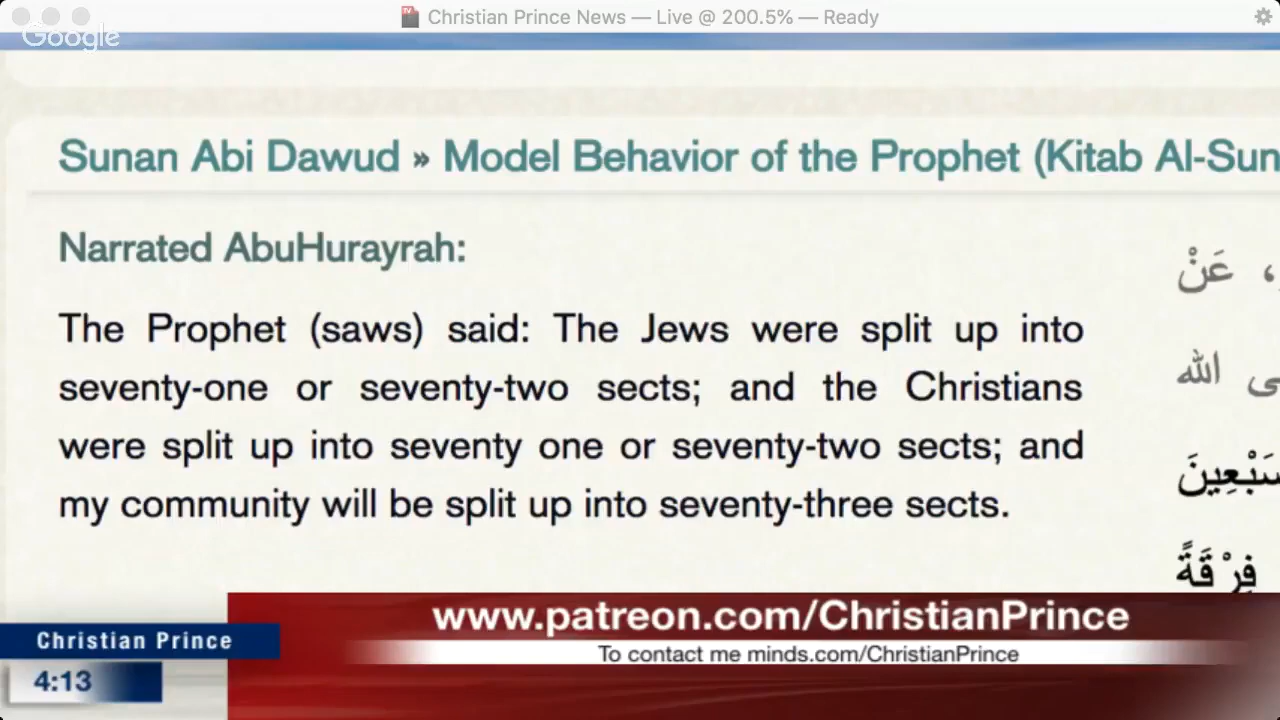 Christian Prince News — Live @ 200.5% — Ready
Google
Sunan Abi Dawud » Model Behavior of the Prophet (Kitab Al-Sun
Narrated AbuHurayrah:
The Prophet (saws) said: The Jews were split up into
seventy-one or seventy-two sects; and the Christians
were split up into seventy one or seventy-two sects; and
my community will be split up into seventy-three sects.
، عَنْ
الله
فِرْقَةً
www.patreon.com/ChristianPrince
To contact me minds.com/ChristianPrince
Christian Prince
4:13